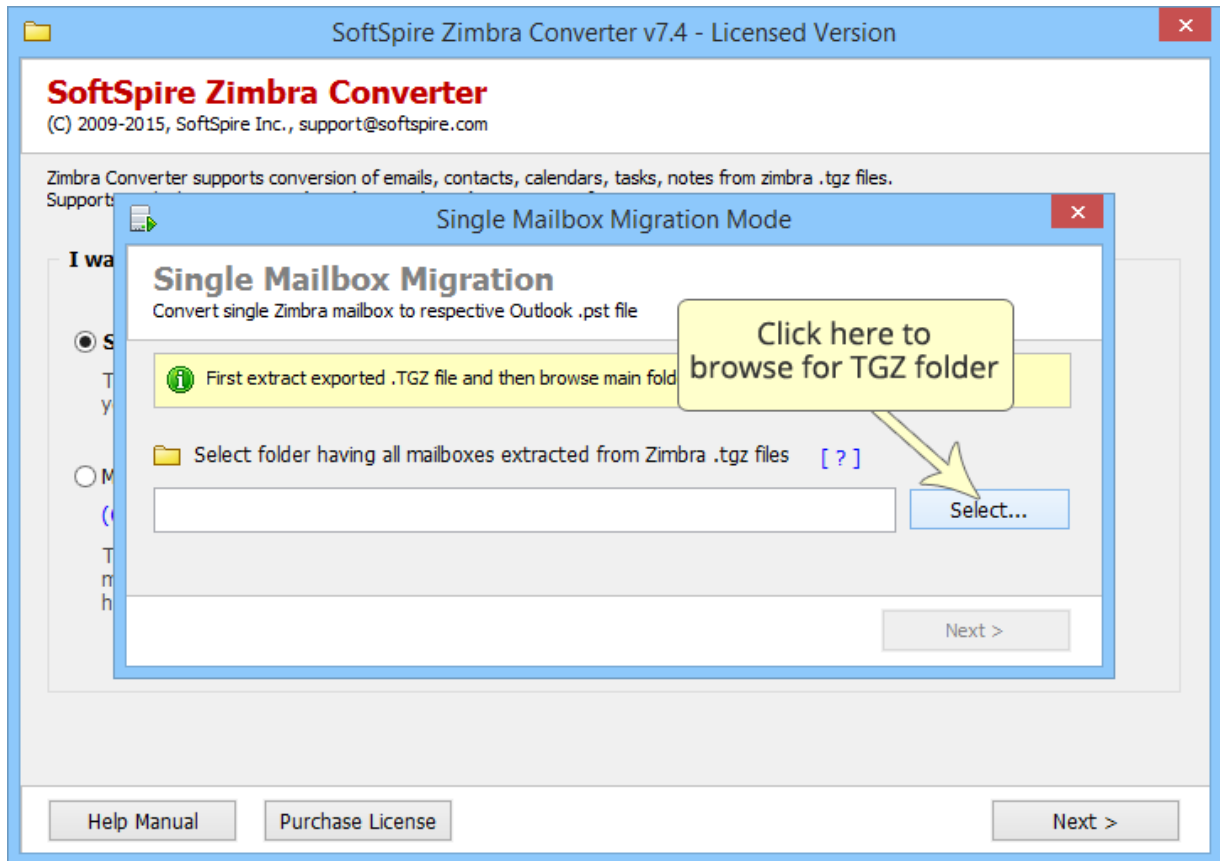 SoftSpire Zimbra Converter v7.4 - Licensed Version
SoftSpire Zimbra Converter
(C) 2009-2015, SoftSpire Inc., support@softspire.com
Zimbra Converter supports conversion of emails, contacts, calendars, tasks, notes from zimbra .tgz files.
Supports
I wa
Single Mailbox Migration Mode
Single Mailbox Migration
Convert single Zimbra mailbox to respective Outlook .pst file
Click here to
browse for TGZ folder
First extract exported .TGZ file and then browse main fold
Select folder having all mailboxes extracted from Zimbra .tgz files [ ? ]
Select...
Next >
Help Manual
Purchase License
Next >